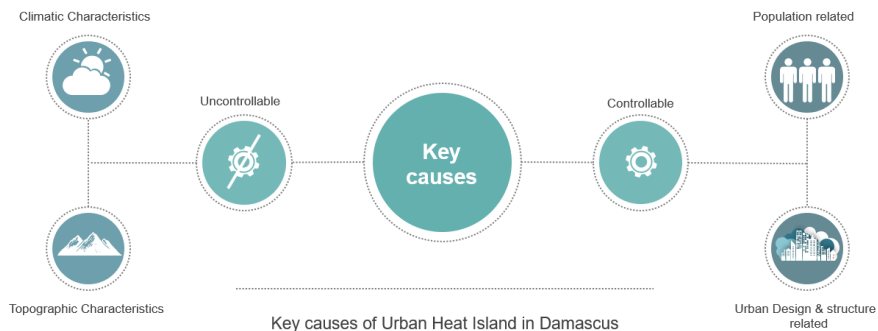 Climatic Characteristics
Population related
Uncontrollable
Controllable
Key
causes
Topographic Characteristics
Urban Design & structure
related
Key causes of Urban Heat Island in Damascus